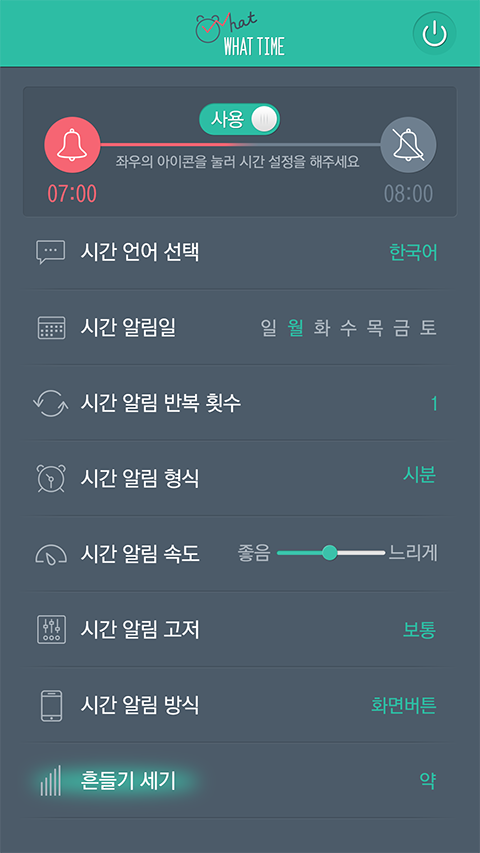 What
WHAT TIME
사용
좌우의 아이콘을 눌러 시간 설정을 해주세요
07:00
08:00
시간 언어 선택 한국어
시간 알림일 일 월 화 수 목 금 토
시간 알림 반복 횟수 1
시간 알림 형식 시분
시간 알림 속도 좋음 느리게
시간 알림 고저 보통
시간 알림 방식 화면버튼
흔들기 세기 약